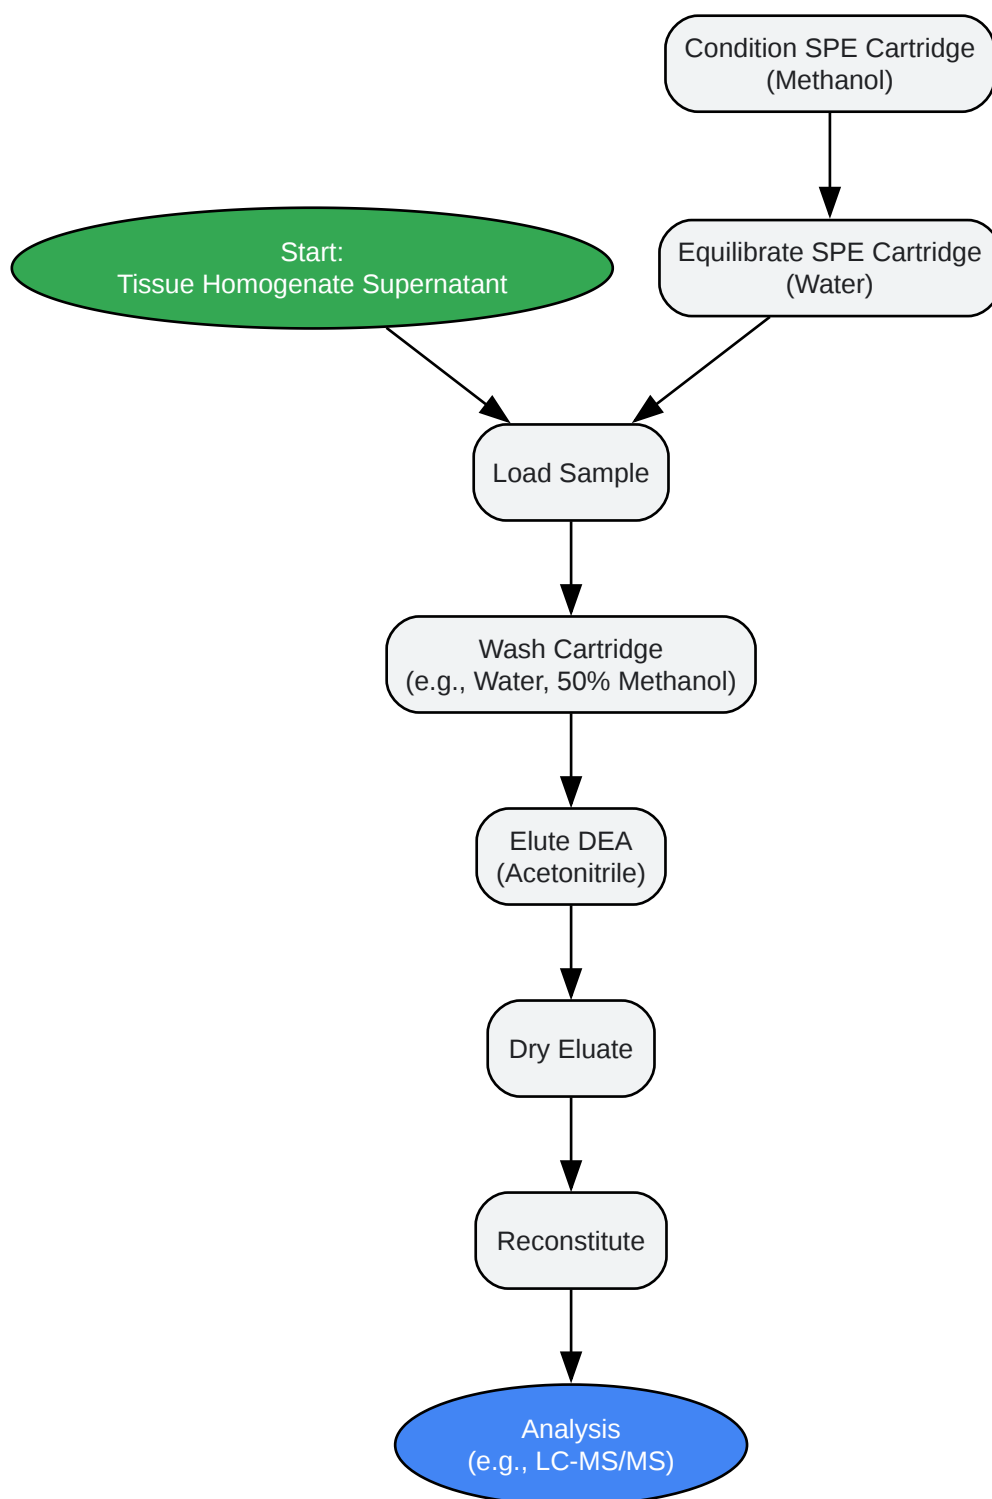 Condition SPE Cartridge
(Methanol)
Start:
Tissue Homogenate Supernatant
Equilibrate SPE Cartridge
(Water)
Load Sample
Wash Cartridge
(e.g., Water, 50% Methanol)
Elute DEA
(Acetonitrile)
Dry Eluate
Reconstitute
Analysis
(e.g., LC-MS/MS)